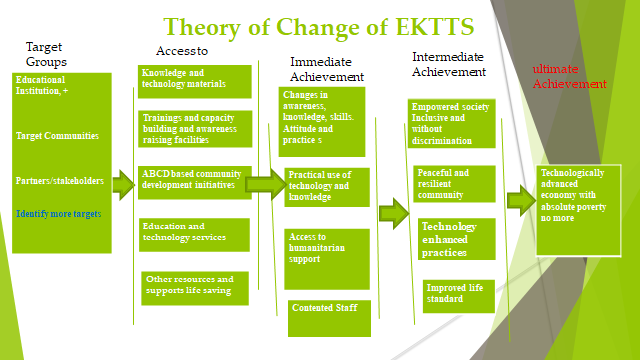 Theory of Change of EKTTS
Target
Groups
Educational
Institution, +
Target Communities
Partners/stakeholders
Identify more targets
Access to
Knowledge and
technology materials
Trainings and capacity
building and awareness
raising facilities
ABCD based community
development initiatives
Education and
technology services
Other resources and
supports life saving
Immediate
Achievement
Changes in
awareness,
knowledge, skills.
Attitude and
practice s
Practical use of
technology and
knowledge
Access to
humanitarian
support
Contented Staff
Intermediate
Achievement
Empowered society
Inclusive and
without
discrimination
Peaceful and
resilient
community
Technology
enhanced
practices
Improved life
standard
ultimate
Achievement
Technologically
advanced
economy with
absolute poverty
no more